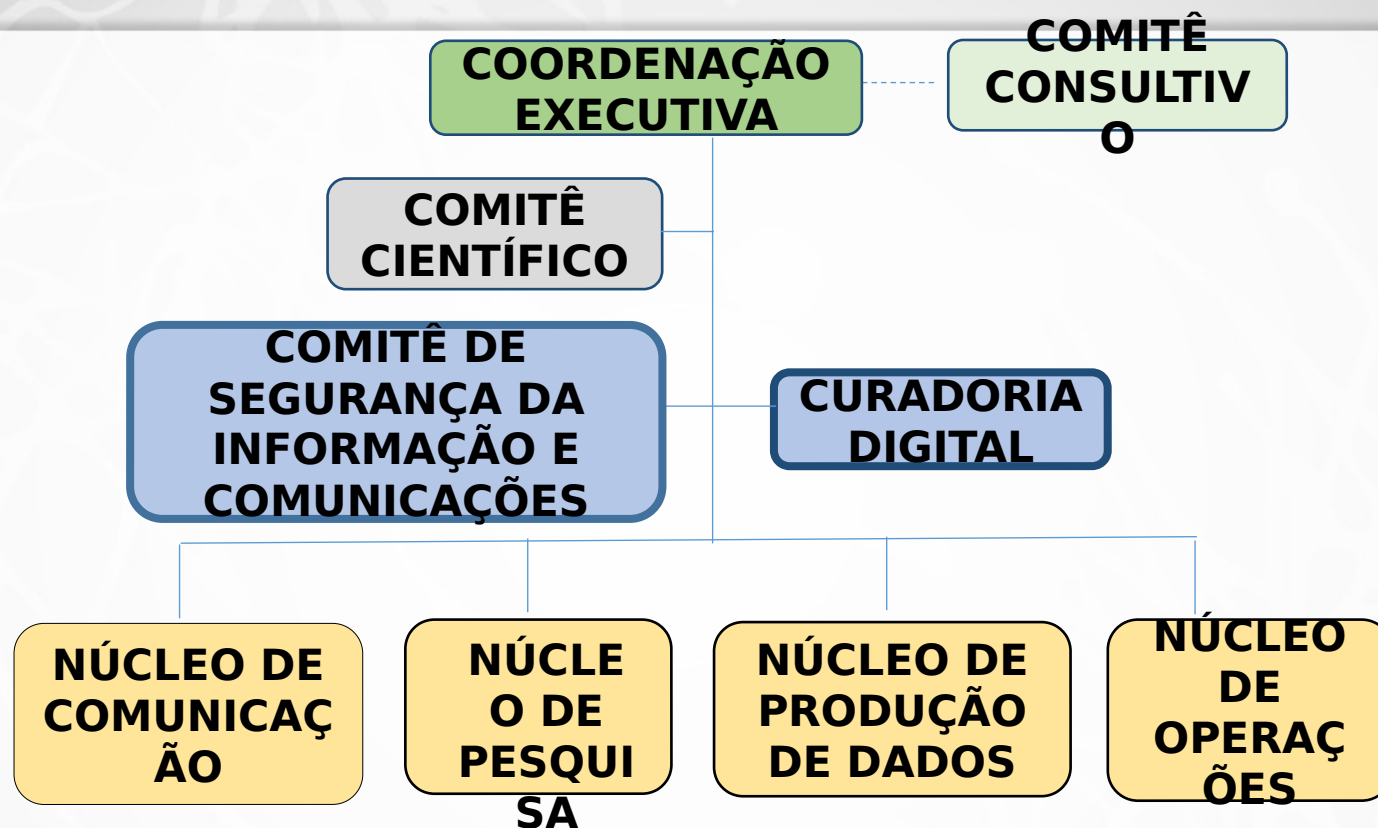 COORDENAÇÃO
EXECUTIVA
COMITÊ
CONSULTIV
O
COMITÊ
CIENTÍFICO
COMITÊ DE
SEGURANÇA DA
INFORMAÇÃO E
COMUNICAÇÕES
CURADORIA
DIGITAL
NÚCLEO DE
COMUNICAÇ
ÃO
NÚCLE
O DE
PESQUI
SA
NÚCLEO DE
PRODUÇÃO
DE DADOS
NÚCLEO
DE
OPERAÇ
ÕES